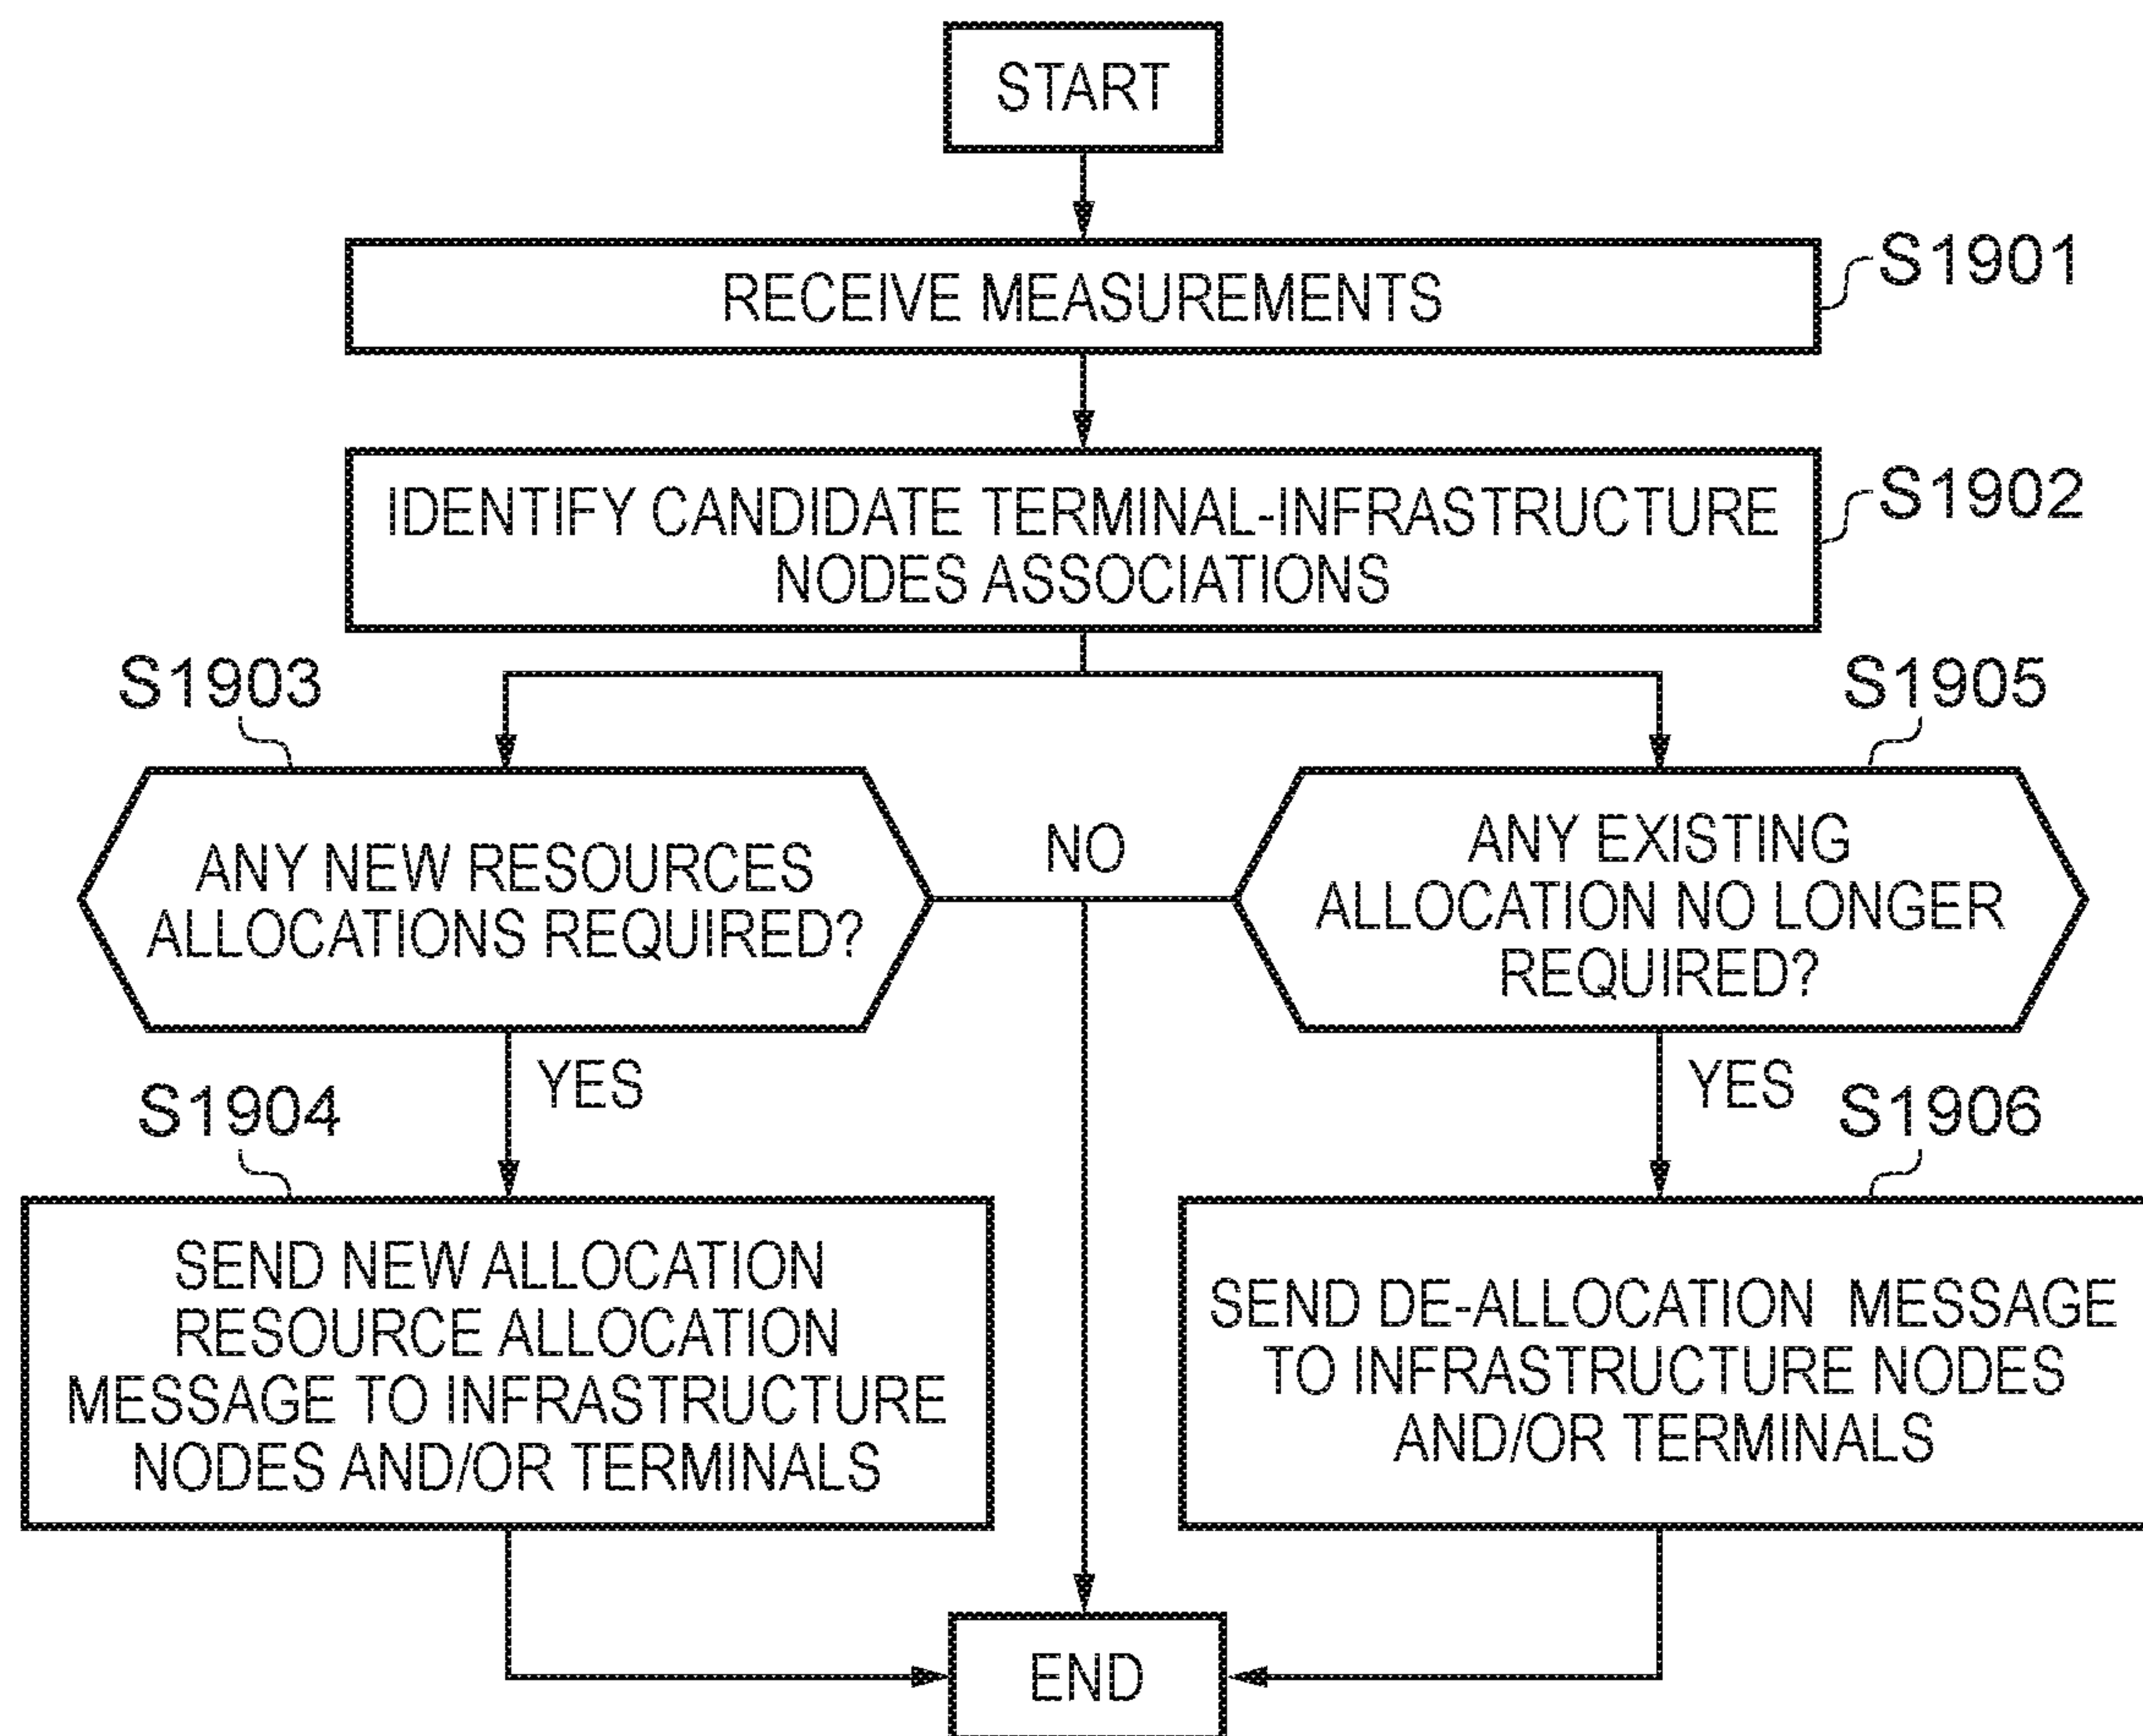 START
RECEIVE MEASUREMENTS
S1901
IDENTIFY CANDIDATE TERMINAL-INFRASTRUCTURE
NODES ASSOCIATIONS
S1902
S1903
ANY NEW RESOURCES
ALLOCATIONS REQUIRED?
NO
S1905
ANY EXISTING
ALLOCATION NO LONGER
REQUIRED?
YES
S1904
SEND NEW ALLOCATION
RESOURCE ALLOCATION
MESSAGE TO INFRASTRUCTURE
NODES AND/OR TERMINALS
YES
S1906
SEND DE-ALLOCATION MESSAGE
TO INFRASTRUCTURE NODES
AND/OR TERMINALS
END